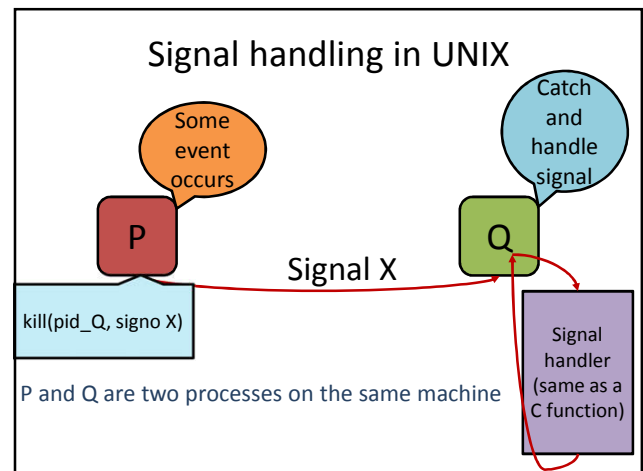 Signal handling in UNIX
Some
event
occurs
Catch
and
handle
signal
P
Q
Signal X
kill(pid_Q, signo X)
Signal
handler
(same as a
C function)
P and Q are two processes on the same machine